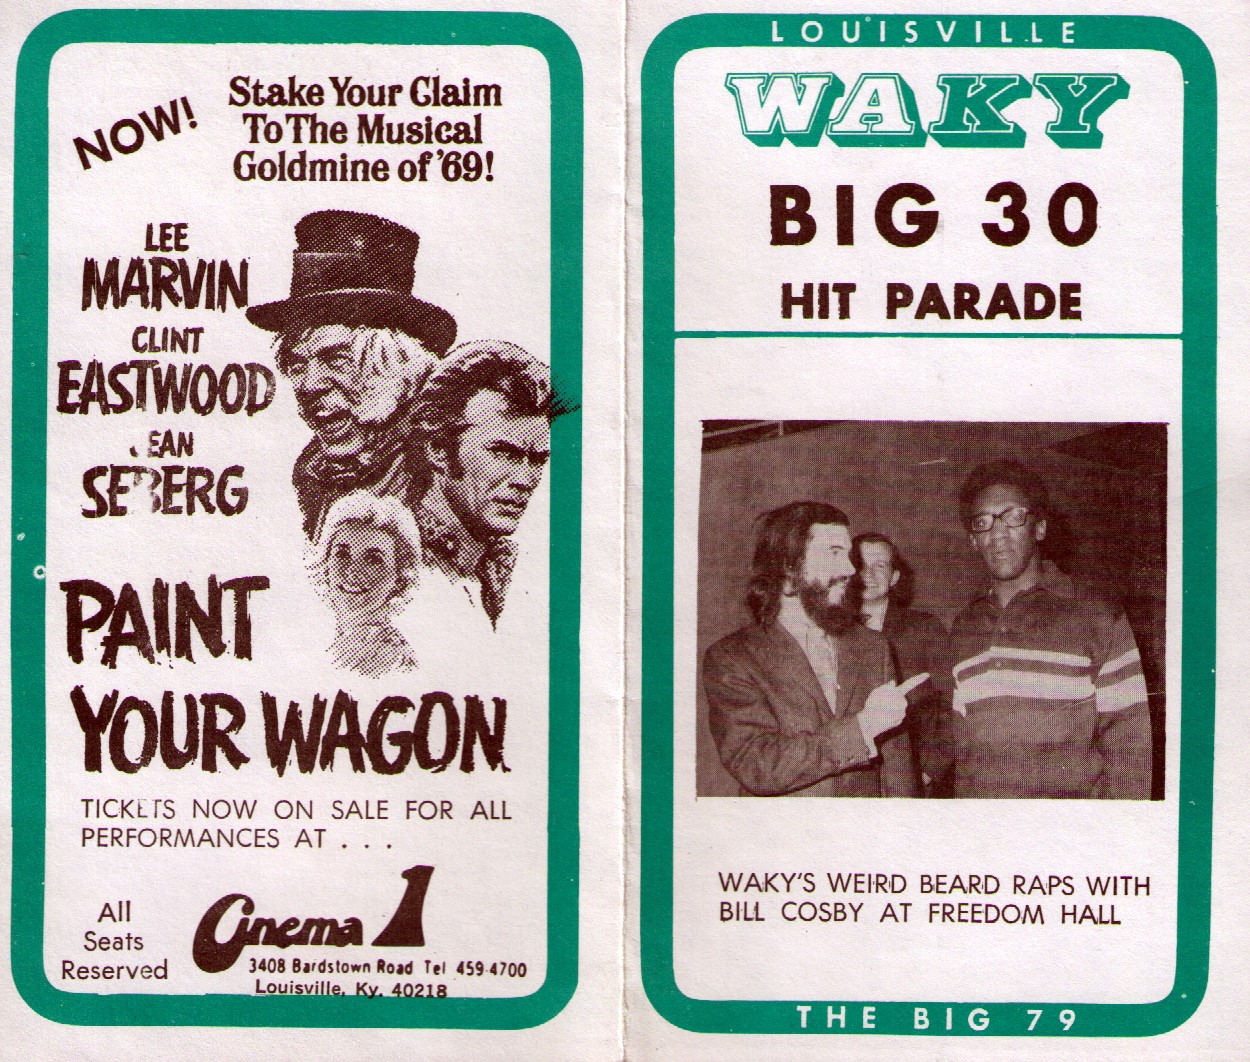 NOW!
Stake Your Claim
To The Musical
Goldmine of '69!
LEE
MARVIN
CLINT
EASTWOOD
JEAN
SEBERG
PAINT
YOUR WAGON
TICKETS NOW ON SALE FOR ALL
PERFORMANCES AT . . .
All
Seats
Reserved
Cinema 1
3408 Bardstown Road Tel 459-4700
Louisville, Ky. 40218
LOUISVILLE
WAKY
BIG 30
HIT PARADE
WAKY'S WEIRD BEARD RAPS WITH
BILL COSBY AT FREEDOM HALL
THE BIG 79